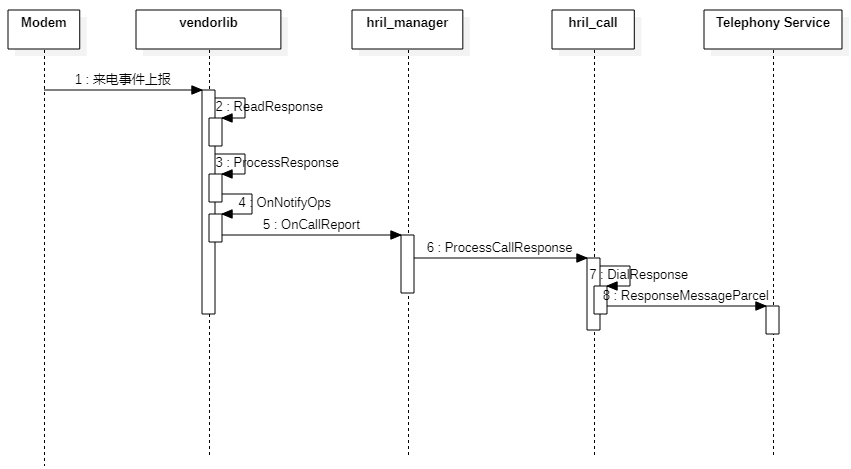 Modem
vendorlib
hril_manager
hril_call
Telephony Service
1 : 来电事件上报
2 : ReadResponse
3 : ProcessResponse
4 : OnNotifyOps
5 : OnCallReport
6 : ProcessCallResponse
7 : DialResponse
8 : ResponseMessageParcel